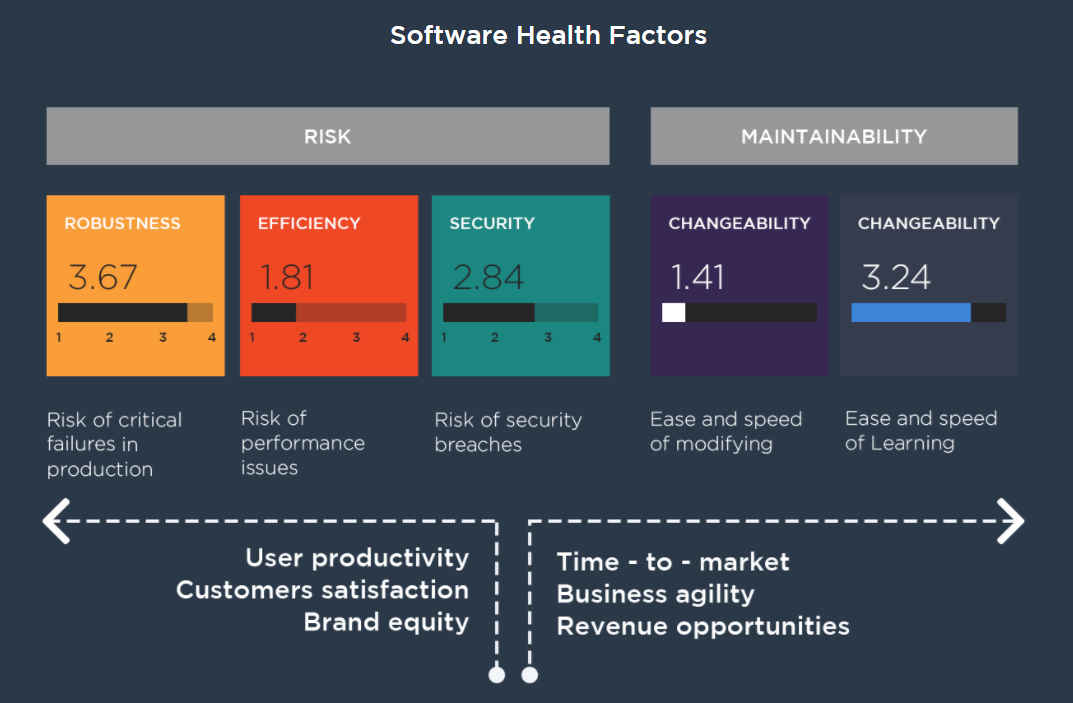 Software Health Factors
RISK
MAINTAINABILITY
ROBUSTNESS
3.67
1 2 3 4
EFFICIENCY
1.81
1 2 3 4
SECURITY
2.84
1 2 3 4
CHANGEABILITY
1.41
CHANGEABILITY
3.24
Risk of critical
failures in
production
Risk of
performance
issues
Risk of security
breaches
Ease and speed
of modifying
Ease and speed
of Learning
User productivity
Customers satisfaction
Brand equity
Time - to - market
Business agility
Revenue opportunities